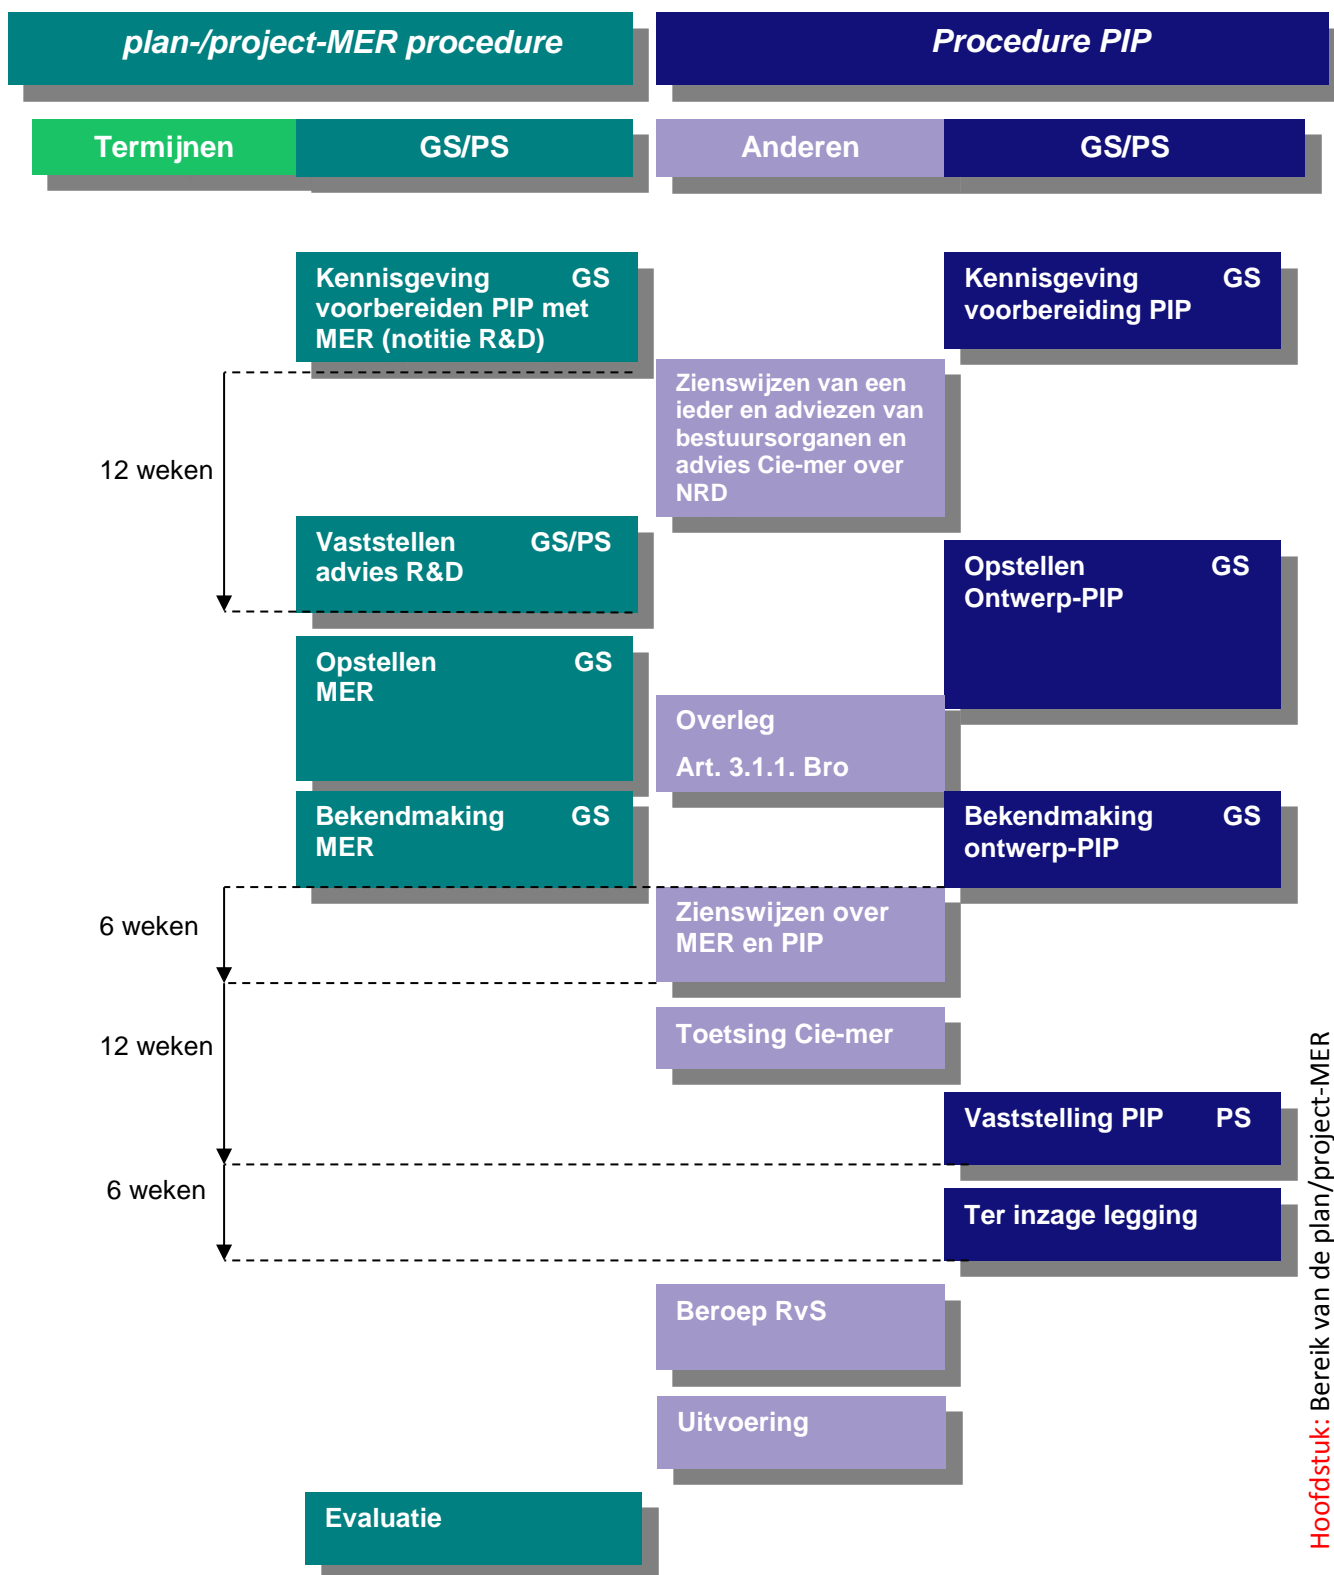 plan-/project-MER procedure
Procedure PIP
Termijnen
GS/PS
Anderen
GS/PS
Kennisgeving GS
voorbereiden PIP met
MER (notitie R&D)
Kennisgeving GS
voorbereiding PIP
Zienswijzen van een
ieder en adviezen van
bestuursorganen en
advies Cie-mer over
NRD
12 weken
Vaststellen GS/PS
advies R&D
Opstellen GS
Ontwerp-PIP
Opstellen GS
MER
Overleg
Art. 3.1.1. Bro
Bekendmaking GS
MER
Bekendmaking GS
ontwerp-PIP
6 weken
Zienswijzen over
MER en PIP
12 weken
Toetsing Cie-mer
Vaststelling PIP PS
6 weken
Ter inzage legging
Beroep RvS
Uitvoering
Evaluatie
Hoofdstuk: Bereik van de plan/project-MER